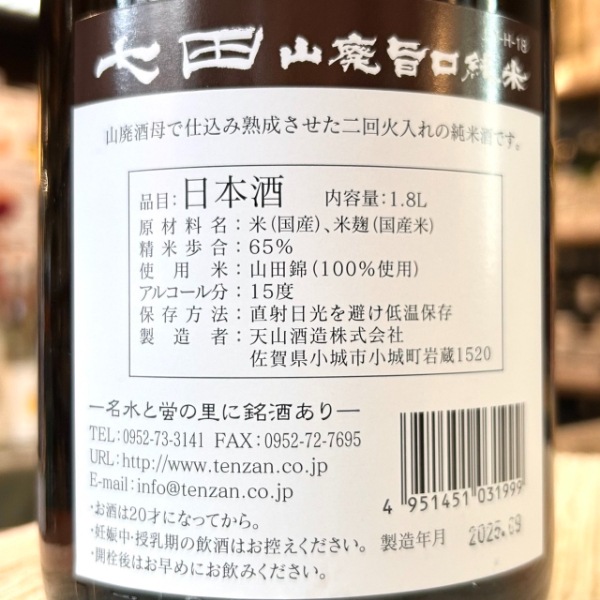 -H-18
七田 山廃旨口純米
山廃酒母で仕込み熟成させた二回火入れの純米酒です。
品目:日本酒 内容量:1.8L
原材料名:米(国産)、米麹(国産米)
精米歩合:65%
使用米:山田錦(100%使用)
アルコール分:15度
保存方法:直射日光を避け低温保存
製造者:天山酒造株式会社
佐賀県小城市小城町岩蔵1520
―名水と蛍の里に銘酒あり―
TEL:0952-73-3141 FAX:0952-72-7695
URL:http://www.tenzan.co.jp
E-mail:info@tenzan.co.jp
・お酒は20才になってから。
・妊娠中・授乳期の飲酒はお控えください。
・開栓後はお早めにお飲みください。
4 951451 031999
製造年月 2025.09